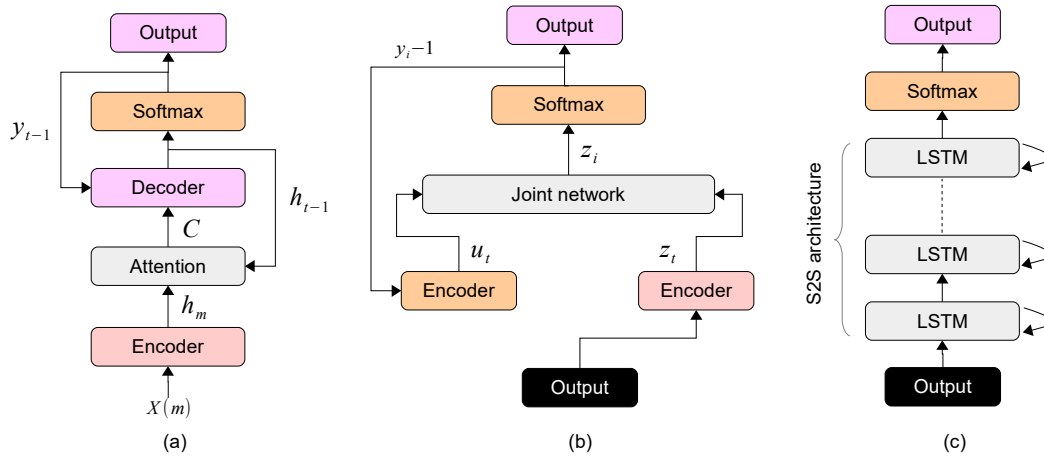 Output
Softmax
y_{t−1}
Decoder
h_{t−1}
C
Attention
h_m
Encoder
X(m)
(a)
Output
y_i−1
Softmax
z_i
Joint network
u_t
z_t
Encoder
Encoder
Output
(b)
Output
Softmax
LSTM
S2S architecture
LSTM
LSTM
Output
(c)